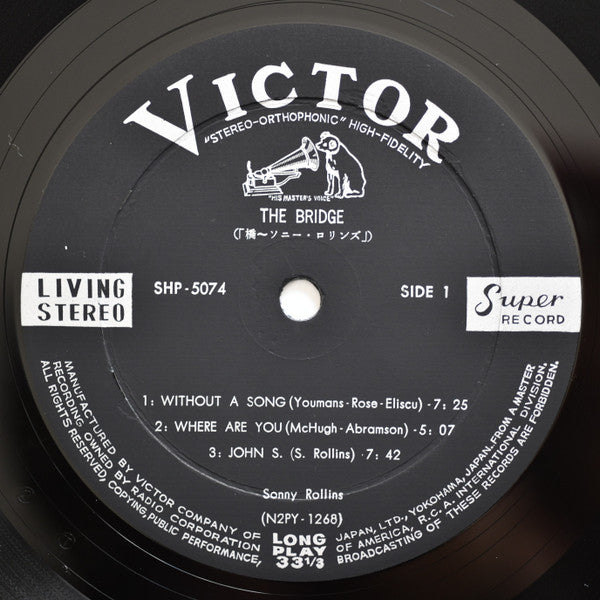 VICTOR
"STEREO-ORTHOPHONIC" HIGH-FIDELITY
"HIS MASTER'S VOICE"
THE BRIDGE
(「橋～ソニー・ロリンズ」)
LIVING
STEREO
SHP-5074
SIDE 1
Super
RECORD
1: WITHOUT A SONG (Youmans-Rose-Eliscu) - 7: 25
2: WHERE ARE YOU (McHugh-Abramson) - 5: 07
3: JOHN S. (S. Rollins) - 7: 42
Sonny Rollins
(N2PY-1268)
LONG
PLAY
33 1/3
MANUFACTURED BY VICTOR COMPANY OF JAPAN, LTD., YOKOHAMA, JAPAN. FROM A MASTER
RECORDING OWNED BY RADIO CORPORATION OF AMERICA, R.C.A. INTERNATIONAL DIVISION.
ALL RIGHTS RESERVED, COPYING, PUBLIC PERFORMANCE, BROADCASTING OF THESE RECORDS ARE FORBIDDEN.